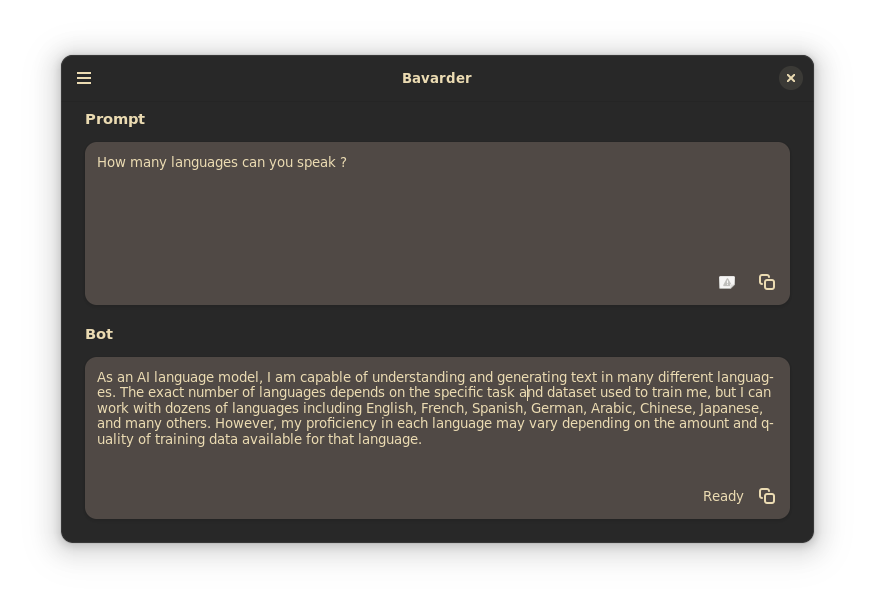 Bavarder
Prompt
How many languages can you speak ?
Bot
As an AI language model, I am capable of understanding and generating text in many different languag-
es. The exact number of languages depends on the specific task and dataset used to train me, but I can
work with dozens of languages including English, French, Spanish, German, Arabic, Chinese, Japanese,
and many others. However, my proficiency in each language may vary depending on the amount and q-
uality of training data available for that language.
Ready